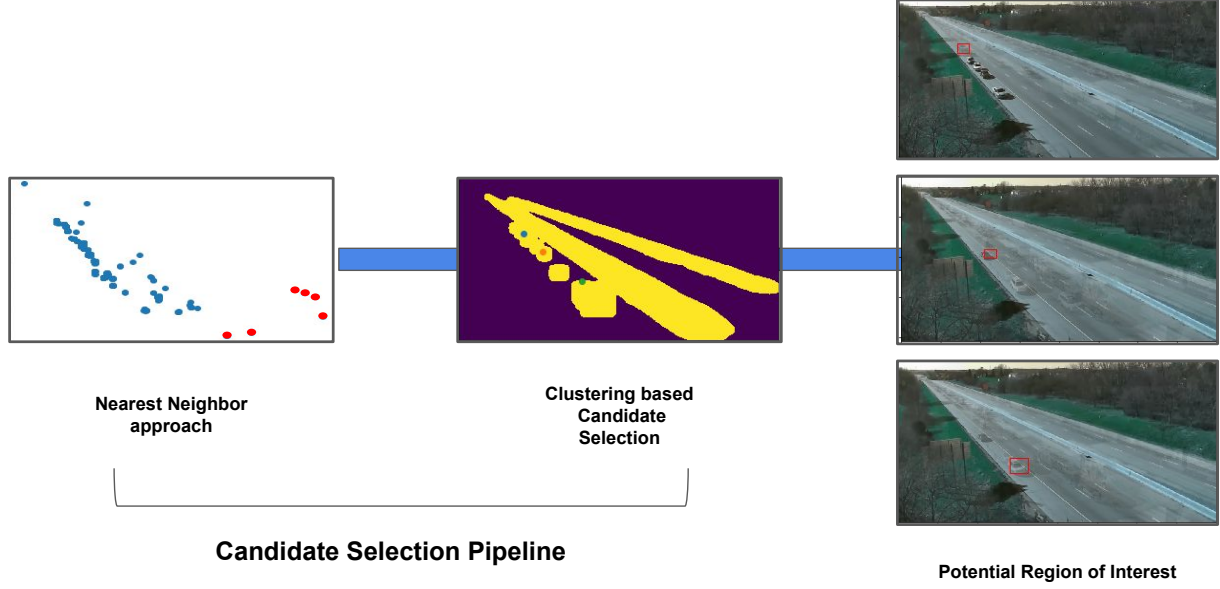 Nearest Neighbor
approach
Clustering based
Candidate
Selection
Candidate Selection Pipeline
Potential Region of Interest